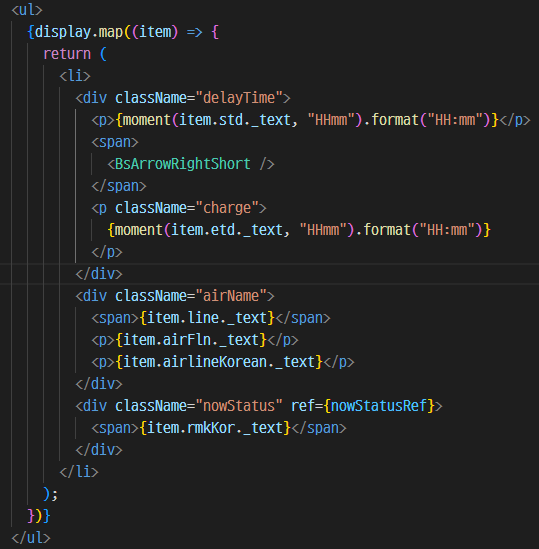 <ul>
{display.map((item) => {
return (
<li>
<div className="delayTime">
<p>{moment(item.std._text, "HHmm").format("HH:mm")}</p>
<span>
<BsArrowRightShort />
</span>
<p className="charge">
{moment(item.etd._text, "HHmm").format("HH:mm")}
</p>
</div>
<div className="airName">
<span>{item.line._text}</span>
<p>{item.airFln._text}</p>
<p>{item.airlineKorean._text}</p>
</div>
<div className="nowStatus" ref={nowStatusRef}>
<span>{item.rmkKor._text}</span>
</div>
</li>
);
})}
</ul>